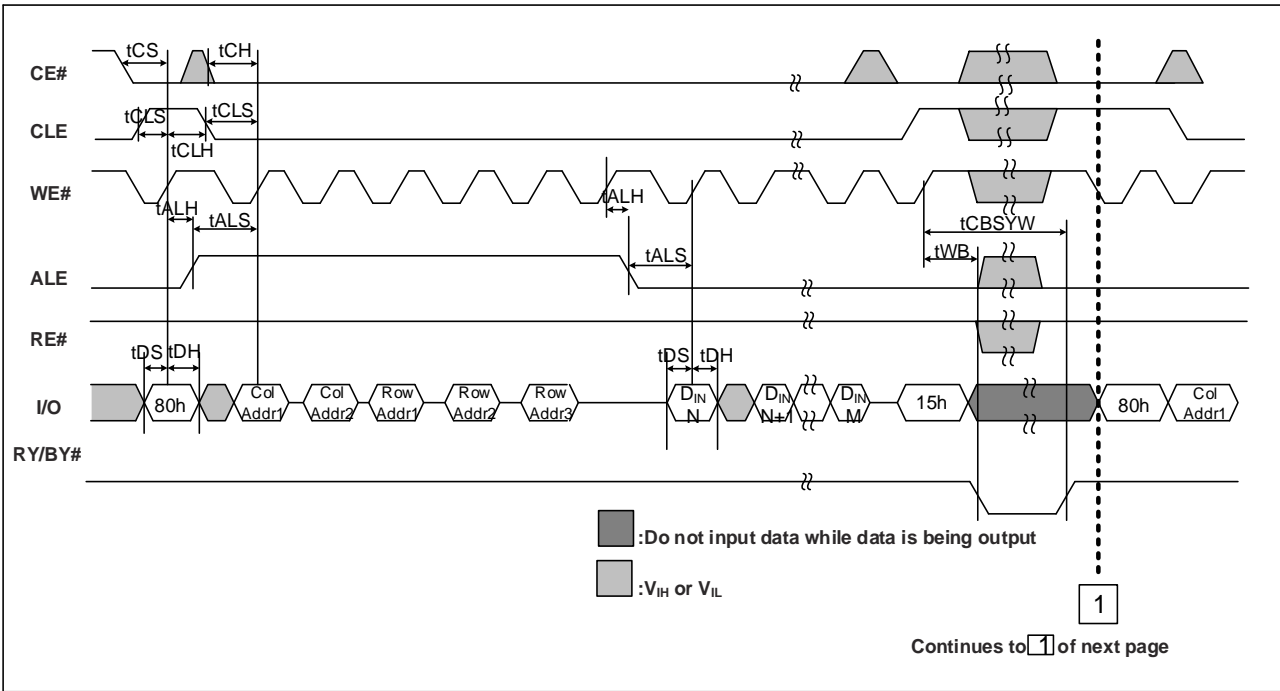 tCS
tCH
CE#
tCLS
tCLS
CLE
tCLH
WE#
tALH
tALH
tALS
tCBSYW
tALS
tWB
ALE
RE#
tDS
tDH
tDS
tDH
I/O
80h
Col Addr1
Col Addr2
Row Addr1
Row Addr2
Row Addr3
DIN N
DIN N+1
DIN M
15h
80h
Col Addr1
RY/BY#
:Do not input data while data is being output
:VIH or VIL
1
Continues to 1 of next page